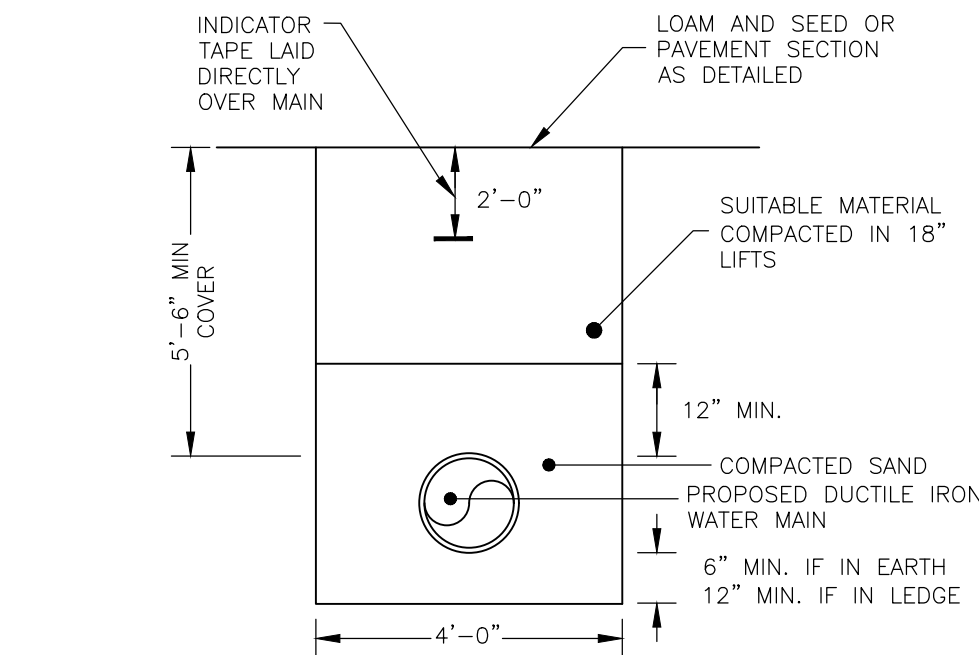 INDICATOR
TAPE LAID
DIRECTLY
OVER MAIN
LOAM AND SEED OR
PAVEMENT SECTION
AS DETAILED
2'-0"
SUITABLE MATERIAL
COMPACTED IN 18"
LIFTS
5'-6" MIN
COVER
12" MIN.
COMPACTED SAND
PROPOSED DUCTILE IRON
WATER MAIN
6" MIN. IF IN EARTH
12" MIN. IF IN LEDGE
4'-0"